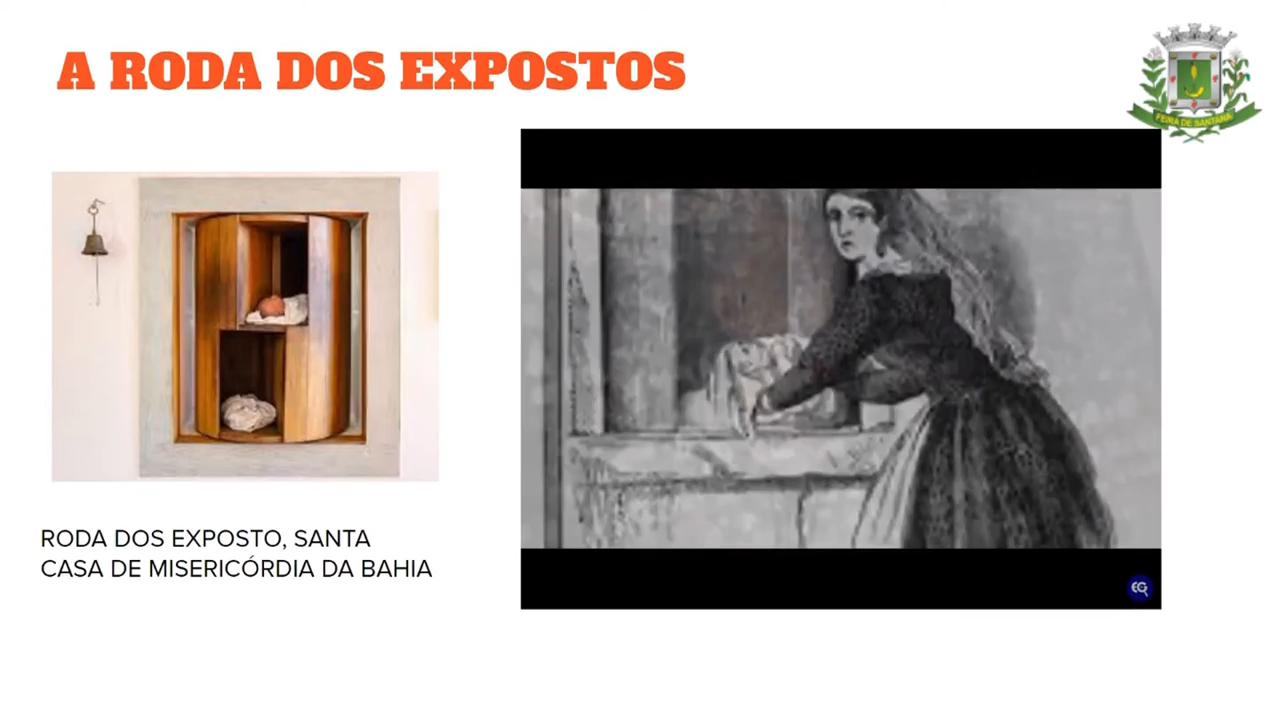 A RODA DOS EXPOSTOS
FEIRA DE SANTANA
RODA DOS EXPOSTO, SANTA
CASA DE MISERICÓRDIA DA BAHIA